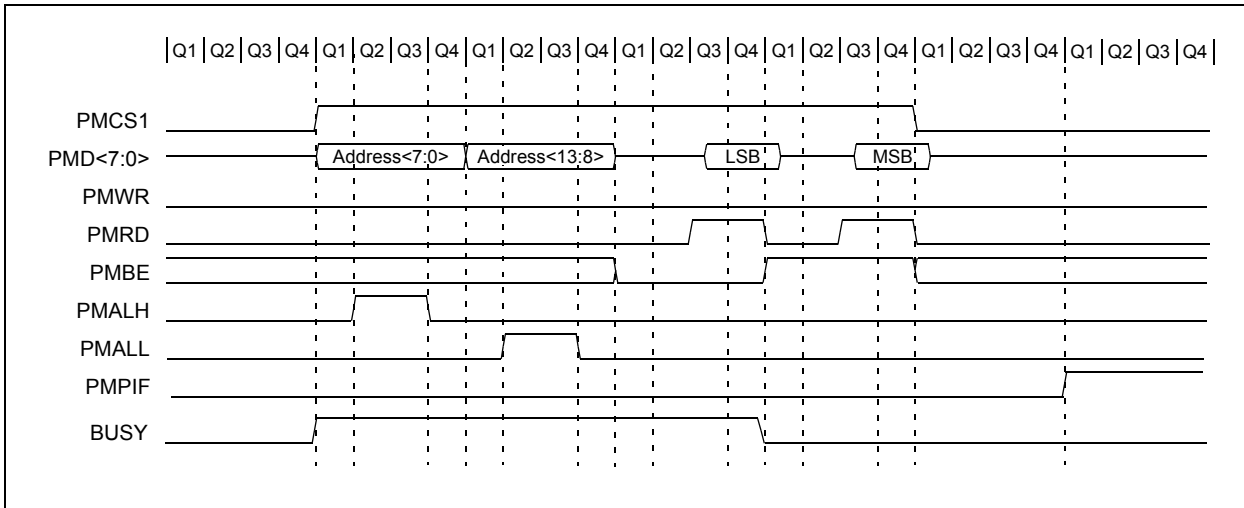 Q1 Q2 Q3 Q4 Q1 Q2 Q3 Q4 Q1 Q2 Q3 Q4 Q1 Q2 Q3 Q4 Q1 Q2 Q3 Q4 Q1 Q2 Q3 Q4 Q1 Q2 Q3 Q4
PMCS1
PMD<7:0> Address<7:0> Address<13:8> LSB MSB
PMWR
PMRD
PMBE
PMALH
PMALL
PMPIF
BUSY